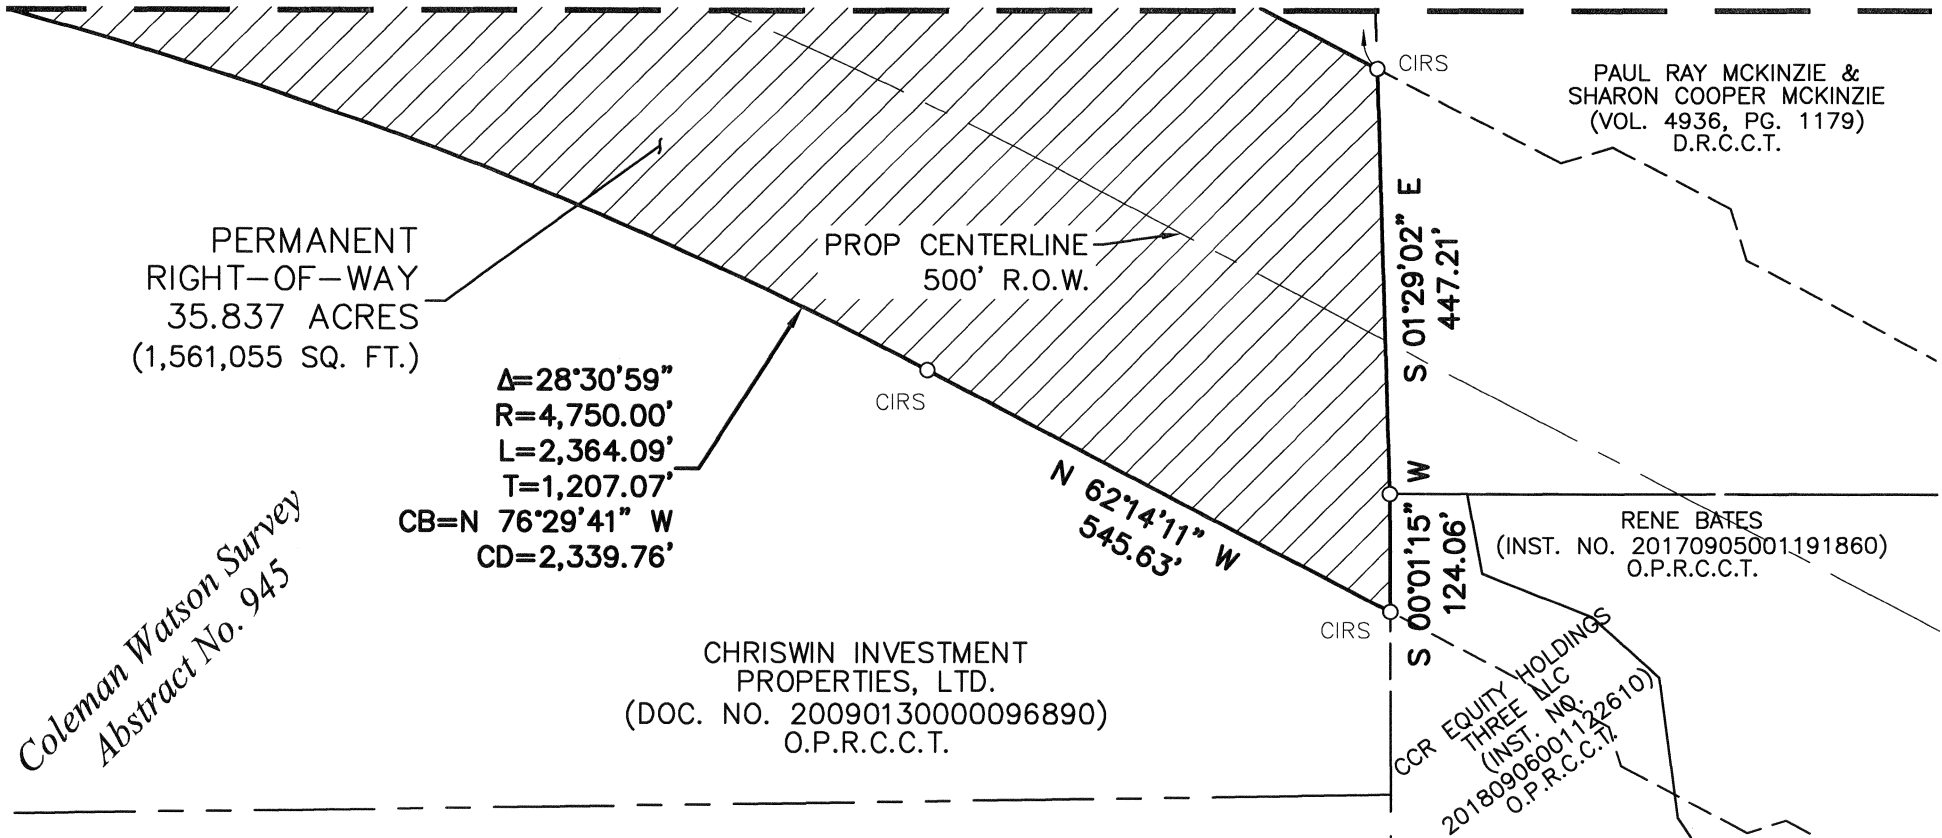 CIRS
PAUL RAY MCKINZIE &
SHARON COOPER MCKINZIE
(VOL. 4936, PG. 1179)
D.R.C.C.T.
PERMANENT
RIGHT-OF-WAY
35.837 ACRES
(1,561,055 SQ. FT.)
PROP CENTERLINE
500' R.O.W.
S 01°29'02" E
447.21'
Δ=28°30'59"
R=4,750.00'
L=2,364.09'
T=1,207.07'
CB=N 76°29'41" W
CD=2,339.76'
CIRS
N 62°14'11" W
545.63'
S 00°01'15" W
124.06'
RENE BATES
(INST. NO. 20170905001191860)
O.P.R.C.C.T.
CIRS
Coleman Watson Survey
Abstract No. 945
CHRISWIN INVESTMENT
PROPERTIES, LTD.
(DOC. NO. 20090130000096890)
O.P.R.C.C.T.
CCR EQUITY HOLDINGS
THREE LLC
(INST. NO.
20180906001122610)
O.P.R.C.C.T.